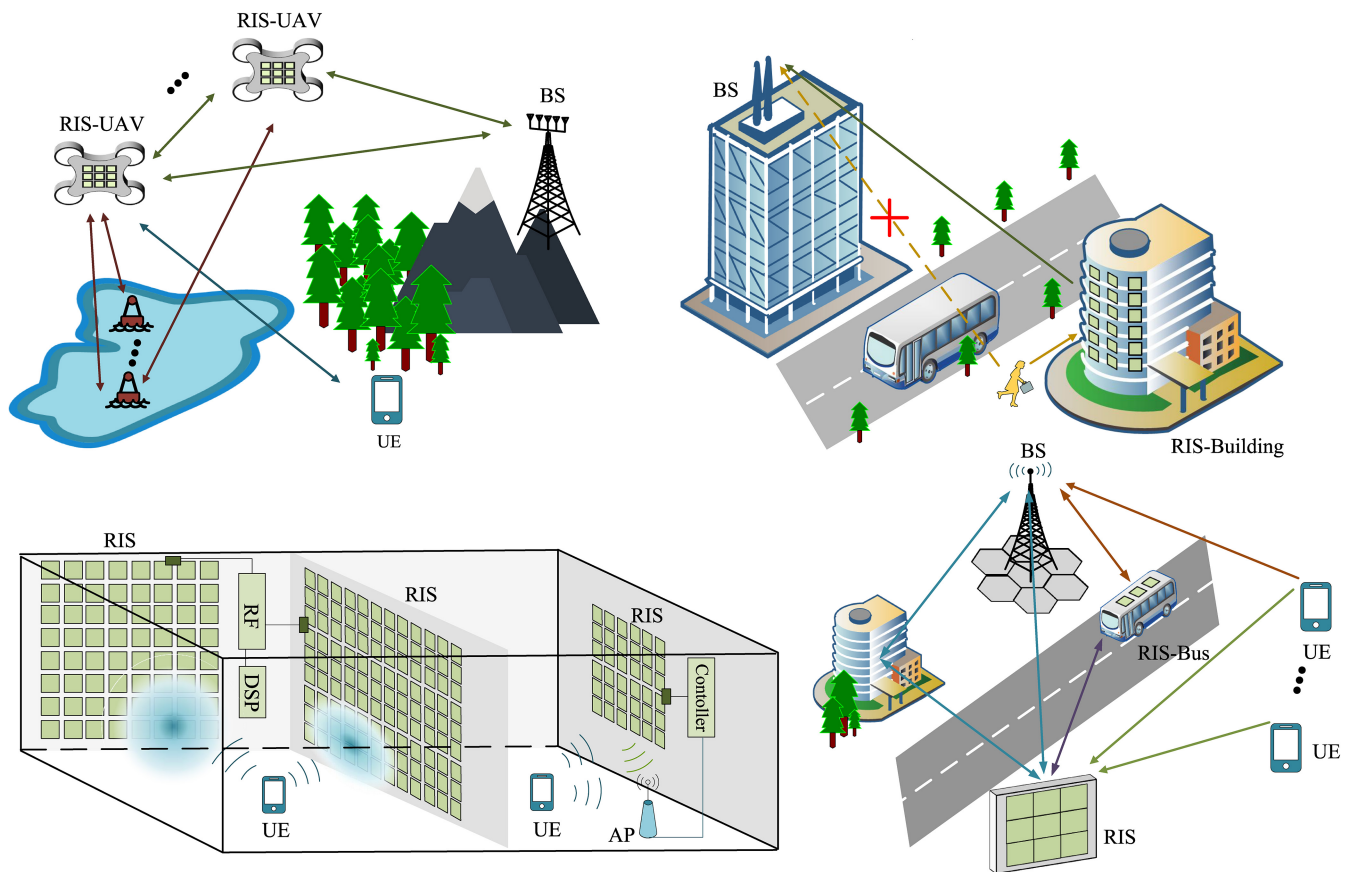 RIS-UAV
RIS-UAV
BS
UE
BS
RIS-Building
RIS
RF
DSP
RIS
RIS
Contoller
UE
UE
AP
BS
RIS-Bus
UE
UE
RIS